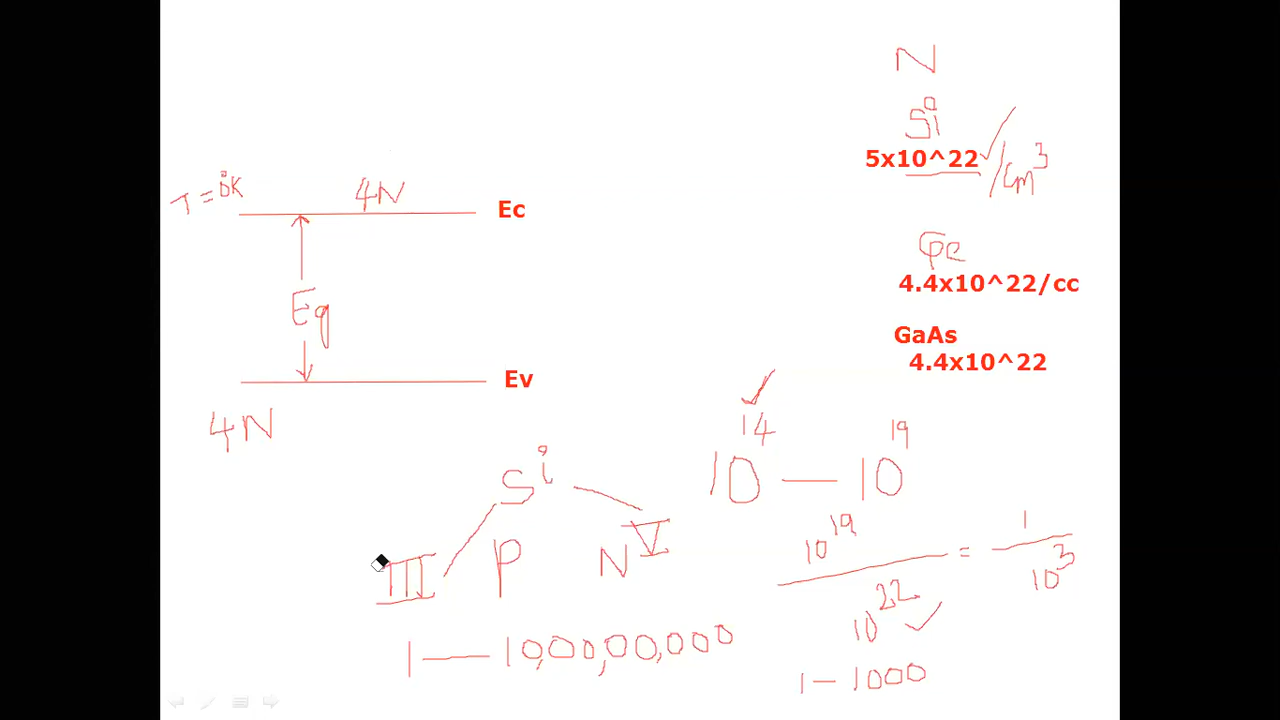 N
Si
5x10^22 /cm3
T = 0K
4N
Ec
Ge
4.4x10^22/cc
Eg
GaAs
4.4x10^22
Ev
4N
10^14 — 10^19
Si
III P N V
10^19 / 10^22 = 1 / 10^3
1 — 10,00,00,000
1 – 1000